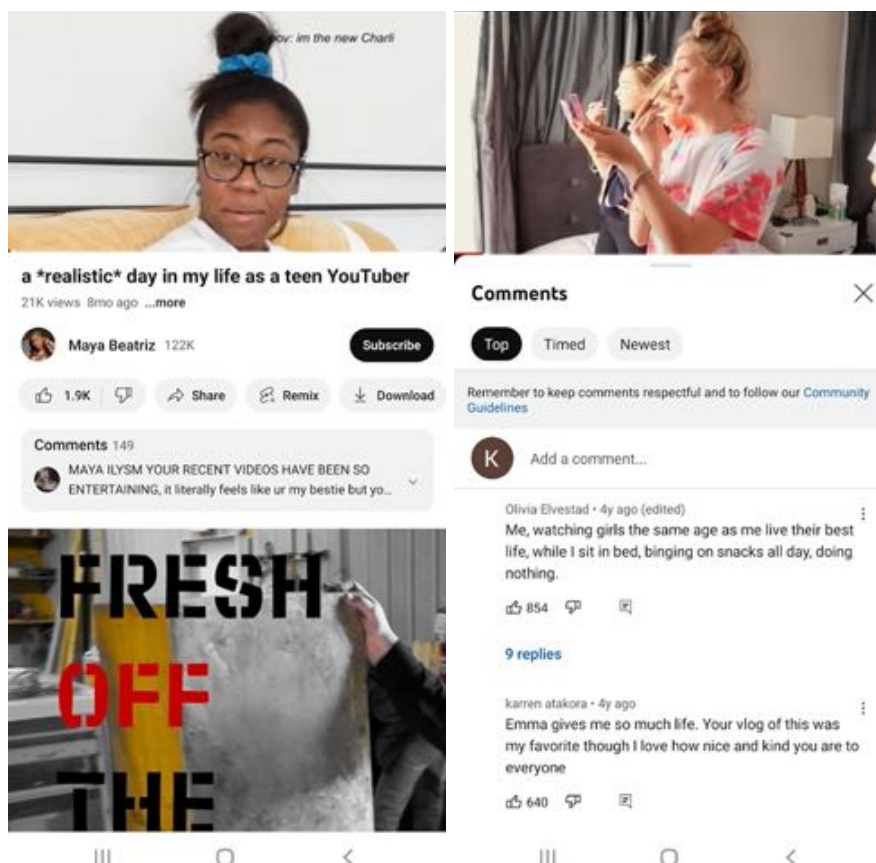 pov: im the new Charli
a *realistic* day in my life as a teen YouTuber
21K views 8mo ago ...more
Maya Beatriz 122K
Subscribe
1.9K
Share
Remix
Download
Comments 149
MAYA ILYSM YOUR RECENT VIDEOS HAVE BEEN SO
ENTERTAINING, it literally feels like ur my bestie but yo...
FRESH
OFF
THE
Comments
Top
Timed
Newest
Remember to keep comments respectful and to follow our Community
Guidelines
K
Add a comment...
Olivia Elvestad • 4y ago (edited)
Me, watching girls the same age as me live their best
life, while I sit in bed, binging on snacks all day, doing
nothing.
854
9 replies
karren atakora • 4y ago
Emma gives me so much life. Your vlog of this was
my favorite though I love how nice and kind you are to
everyone
640